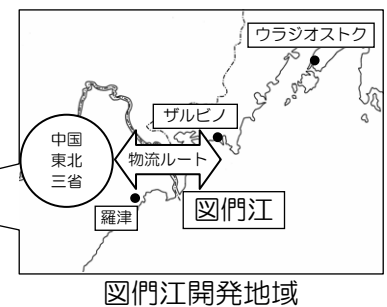 ウラジオストク
ザルビノ
中国
東北
三省
物流ルート
羅津
図們江
図們江開発地域